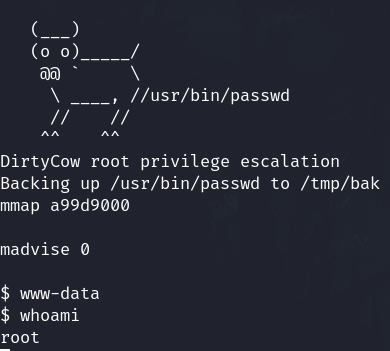 (___)
   (o o)_____/
    @@ `     \
     \ ____, //usr/bin/passwd
     //    //
    ^^    ^^
DirtyCow root privilege escalation
Backing up /usr/bin/passwd to /tmp/bak
mmap a99d9000
madvise 0
$ www-data
$ whoami
root